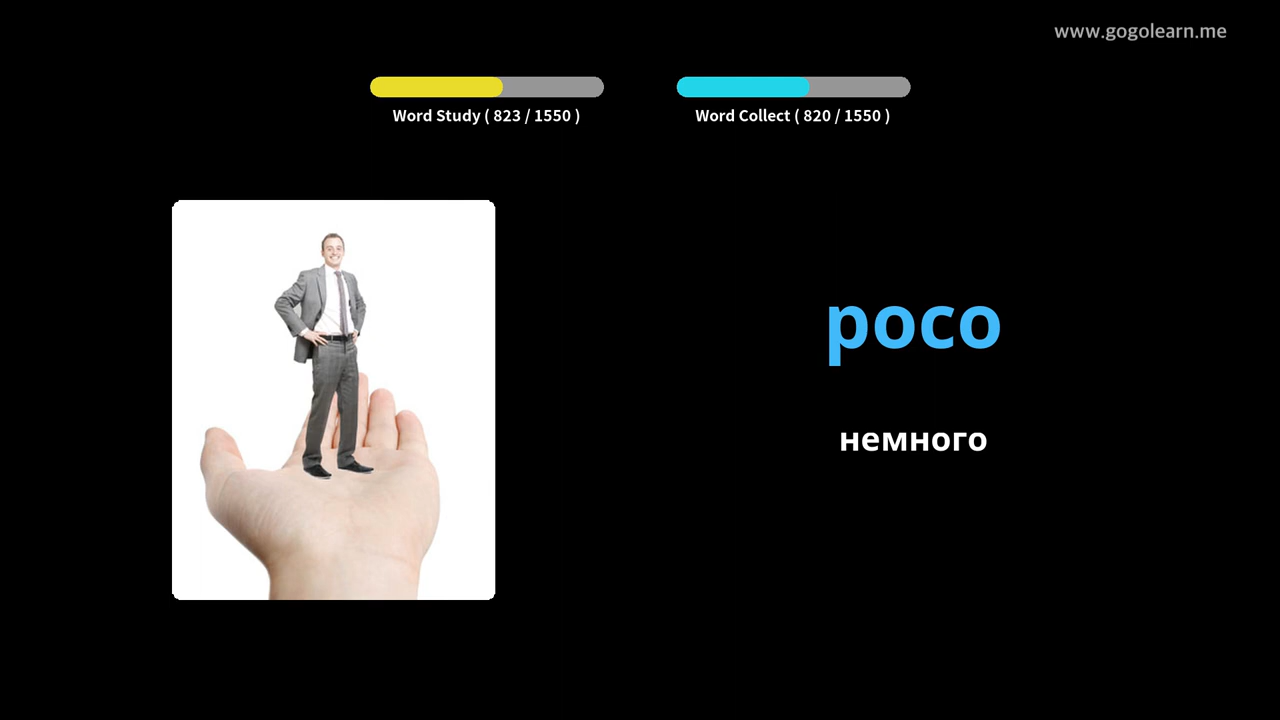 www.gogolearn.me
Word Study ( 823 / 1550 )
Word Collect ( 820 / 1550 )
poco
немного